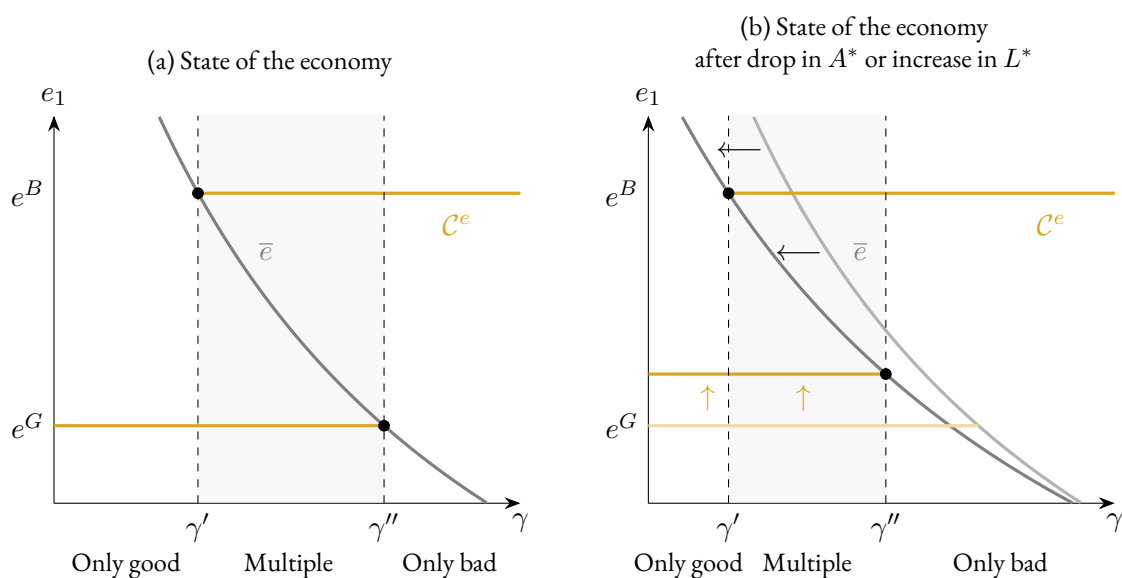 (a) State of the economy
e₁
e^B
𝒞^e
e̅
e^G
γ′
γ′′
γ
Only good
Multiple
Only bad
(b) State of the economy
after drop in A* or increase in L*
e₁
e^B
𝒞^e
e̅
e^G
γ′
γ′′
γ
Only good
Multiple
Only bad